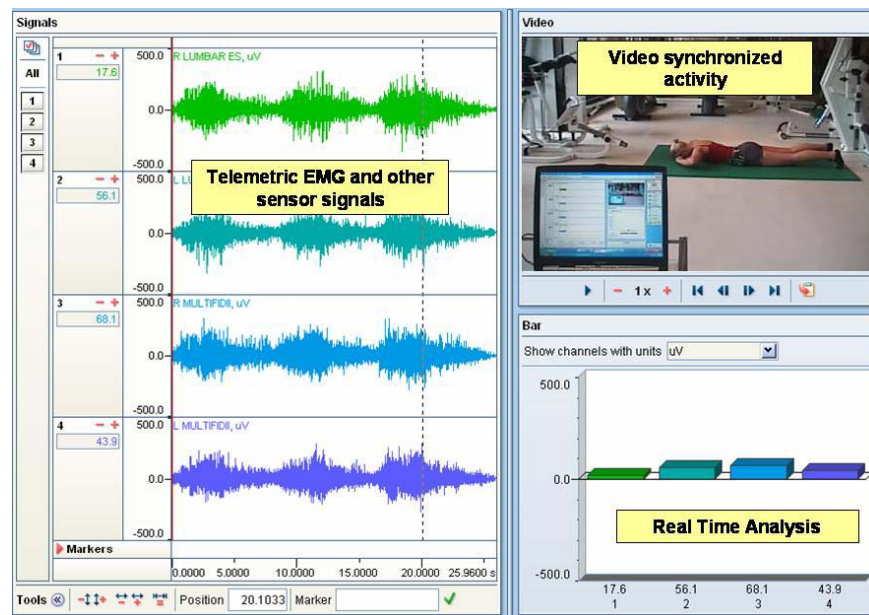 Signals
All
1
2
3
4
1
17.6
500.0
0.0
-500.0
R LUMBAR ES, uV
2
56.1
500.0
0.0
-500.0
Telemetric EMG and other
sensor signals
3
68.1
500.0
0.0
-500.0
R MULTIFIDII, uV
4
43.9
500.0
0.0
-500.0
L MULTIFIDII, uV
Markers
0.0000 5.0000 10.0000 15.0000 20.0000 25.9600 s
Tools Position 20.1033 Marker
Video
Video synchronized
activity
1 x
Bar
Show channels with units uV
500.0
0.0
-500.0
Real Time Analysis
17.6 56.1 68.1 43.9
1 2 3 4